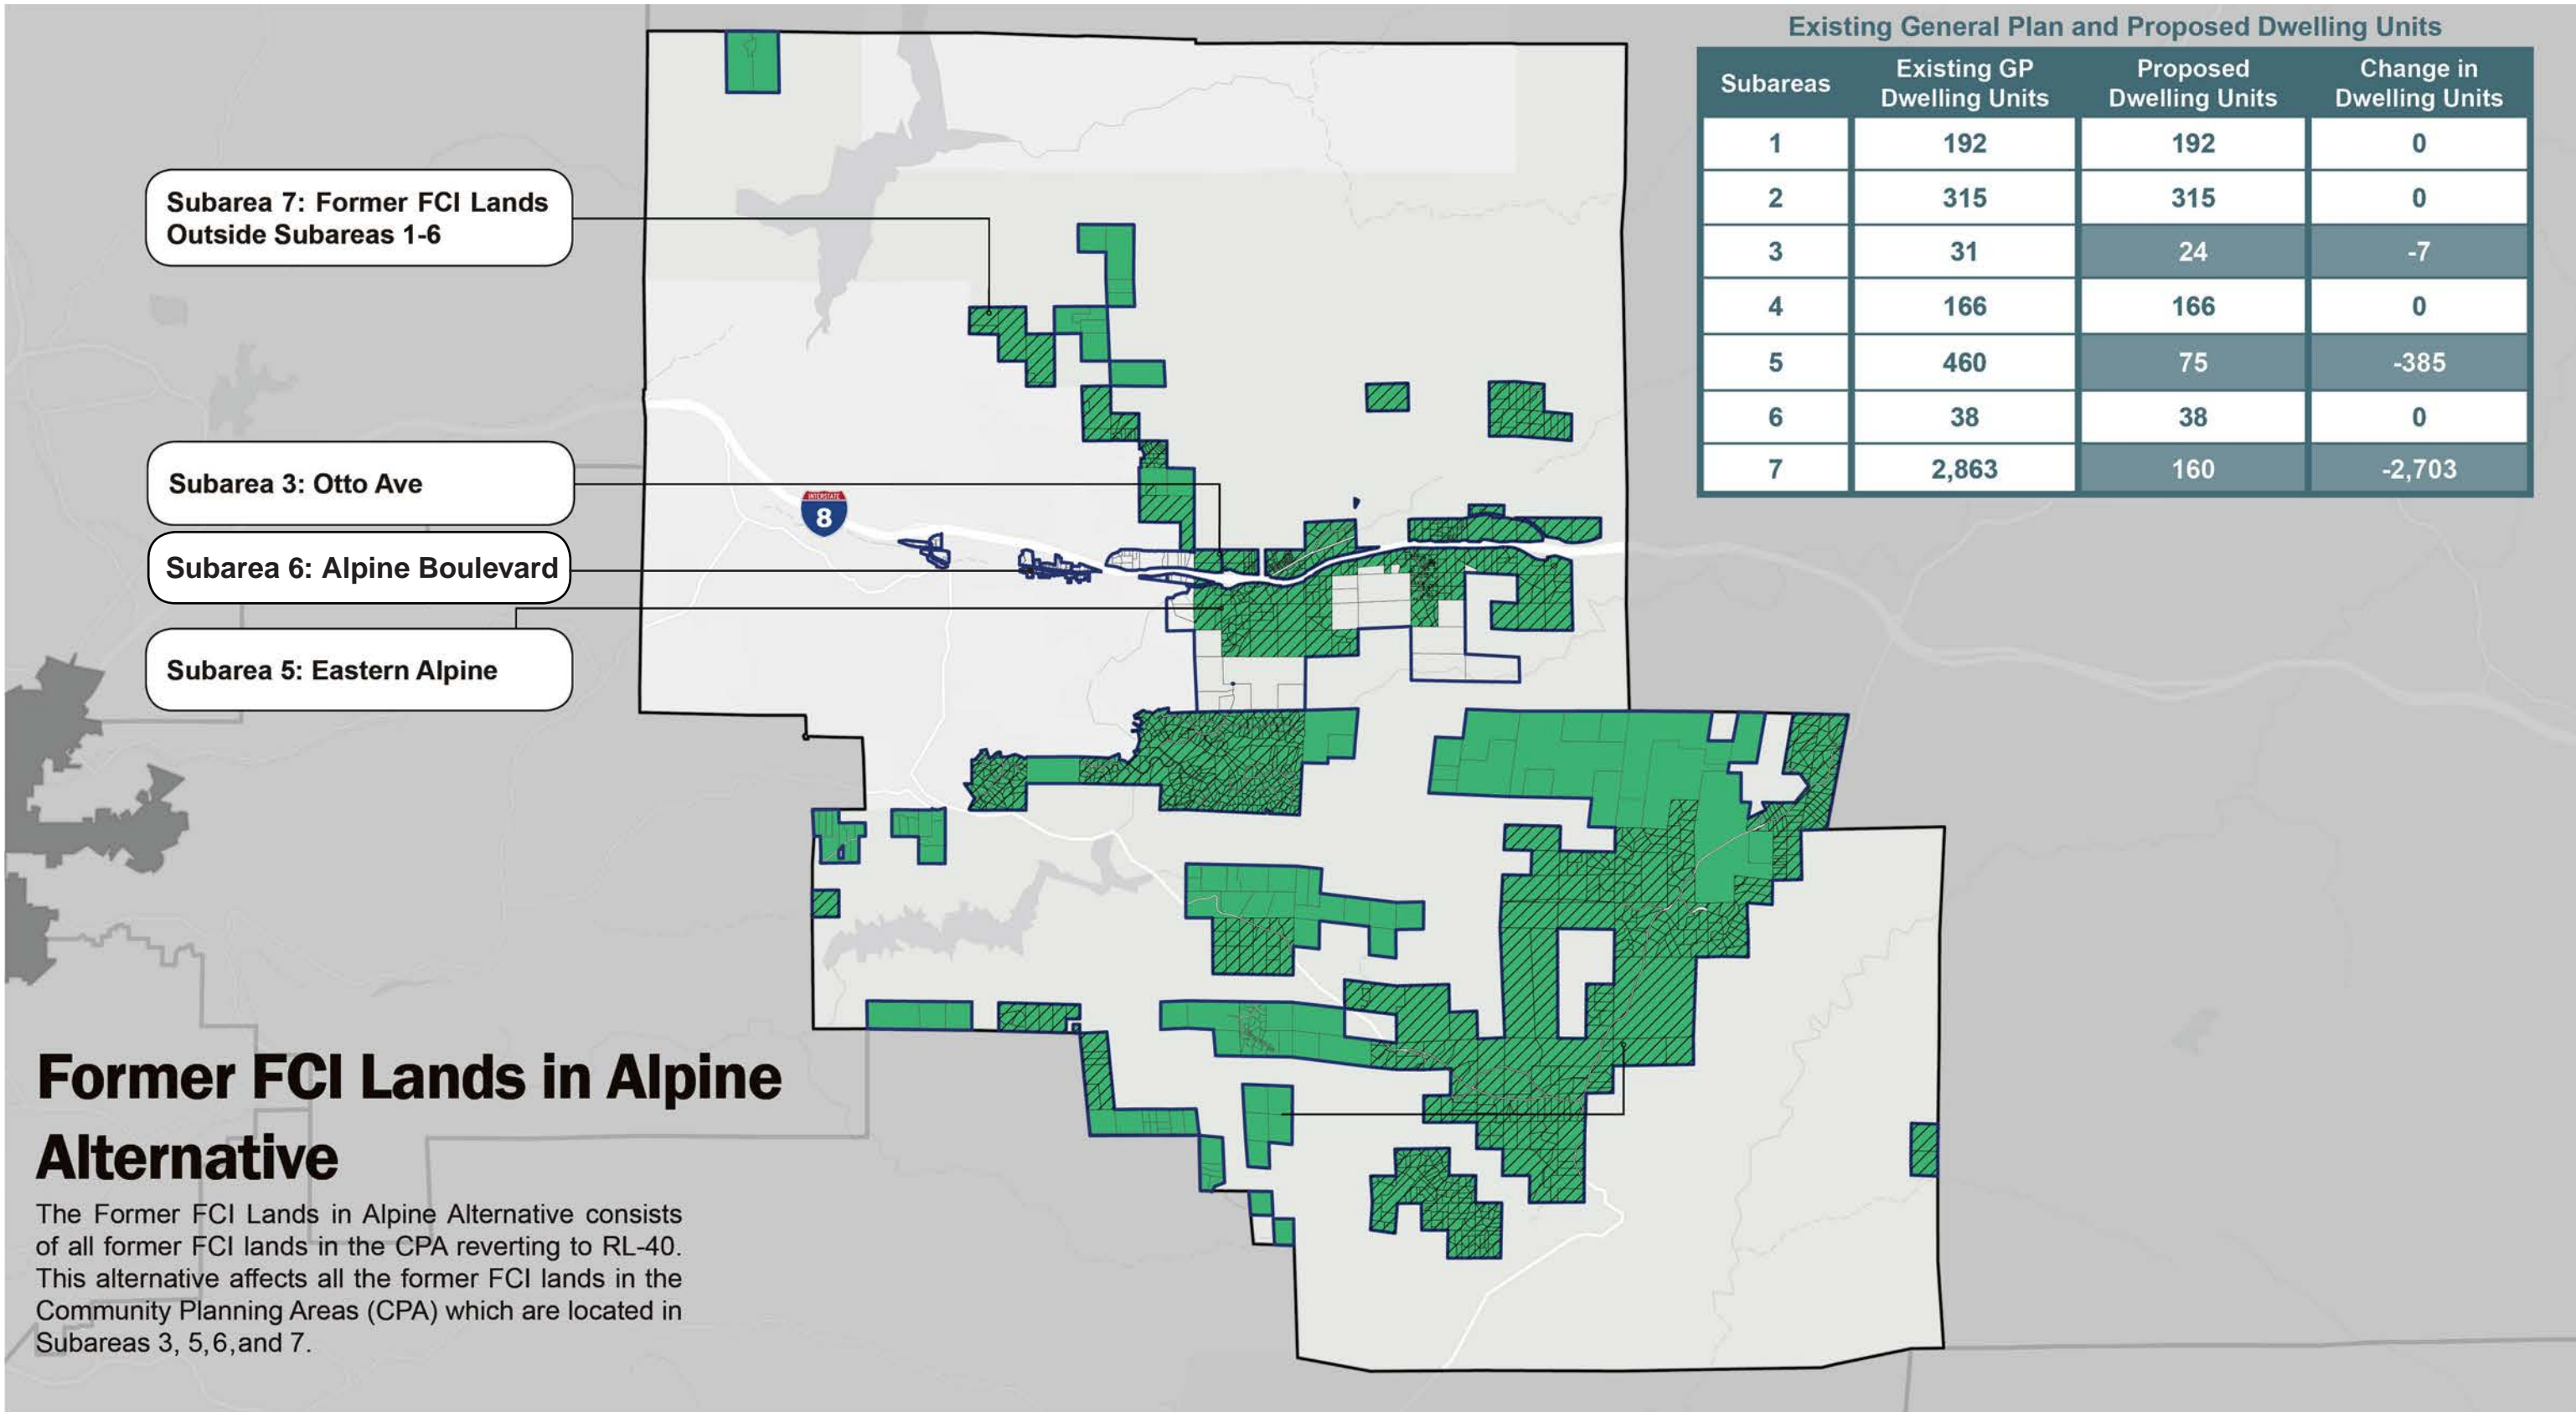 Existing General Plan and Proposed Dwelling Units
Subareas Existing GP Dwelling Units Proposed Dwelling Units Change in Dwelling Units
1 192 192 0
2 315 315 0
3 31 24 -7
4 166 166 0
5 460 75 -385
6 38 38 0
7 2,863 160 -2,703
Subarea 7: Former FCI Lands
Outside Subareas 1-6
Subarea 3: Otto Ave
INTERSTATE
8
Subarea 6: Alpine Boulevard
Subarea 5: Eastern Alpine
Former FCI Lands in Alpine
Alternative
The Former FCI Lands in Alpine Alternative consists
of all former FCI lands in the CPA reverting to RL-40.
This alternative affects all the former FCI lands in the
Community Planning Areas (CPA) which are located in
Subareas 3, 5,6,and 7.